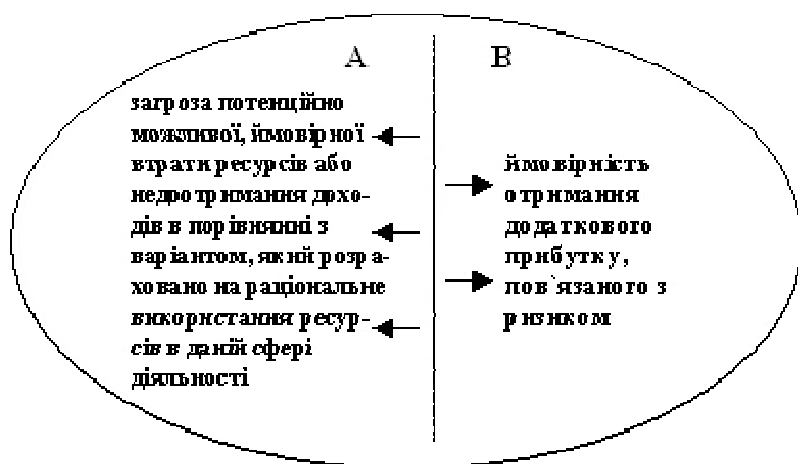 А В
загроза потенційно
можливої, ймовірної
втрати ресурсів або
недоотримання дохо-
дів в порівнянні з
варіантом, який розра-
ховано на раціональне
використання ресур-
сів в даній сфері
діяльності
ймовірність
отримання
додаткового
прибутку,
пов`язаного з
ризиком